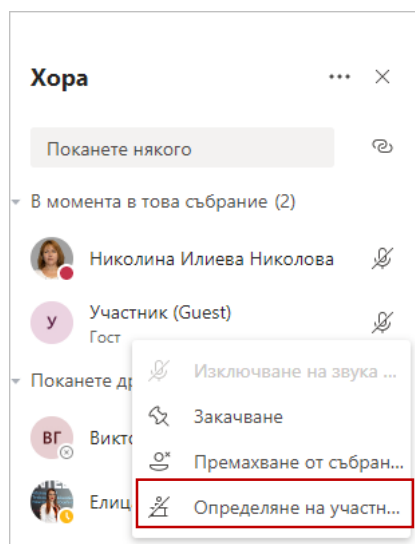 Хора
Поканете някого
В момента в това събрание (2)
Николина Илиева Николова
У
Участник (Guest)
Гост
Изключване на звука ...
Поканете др
Закачване
ВГ
Викто
Премахване от събран...
Елиц
Определяне на участн...